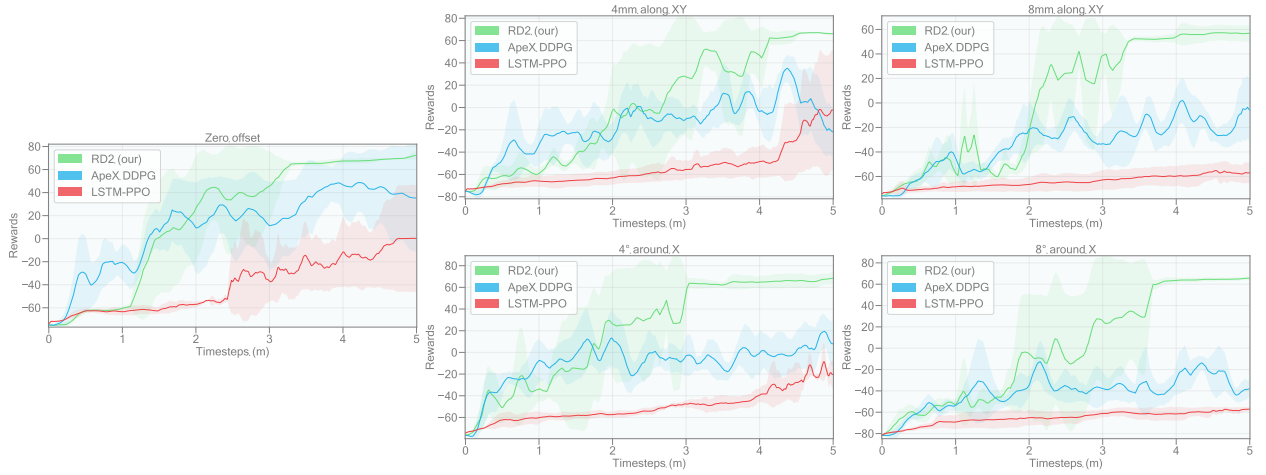 Zero offset
80
60
40
20
0
−20
−40
−60
Rewards
RD2 (our)
ApeX DDPG
LSTM-PPO
0 1 2 3 4 5
Timesteps (m)
4mm along XY
80
60
40
20
0
−20
−40
−60
−80
Rewards
RD2 (our)
ApeX DDPG
LSTM-PPO
0 1 2 3 4 5
Timesteps (m)
8mm along XY
60
40
20
0
−20
−40
−60
Rewards
RD2 (our)
ApeX DDPG
LSTM-PPO
0 1 2 3 4 5
Timesteps (m)
4° around X
80
60
40
20
0
−20
−40
−60
Rewards
RD2 (our)
ApeX DDPG
LSTM-PPO
0 1 2 3 4 5
Timesteps (m)
8° around X
80
60
40
20
0
−20
−40
−60
−80
Rewards
RD2 (our)
ApeX DDPG
LSTM-PPO
0 1 2 3 4 5
Timesteps (m)